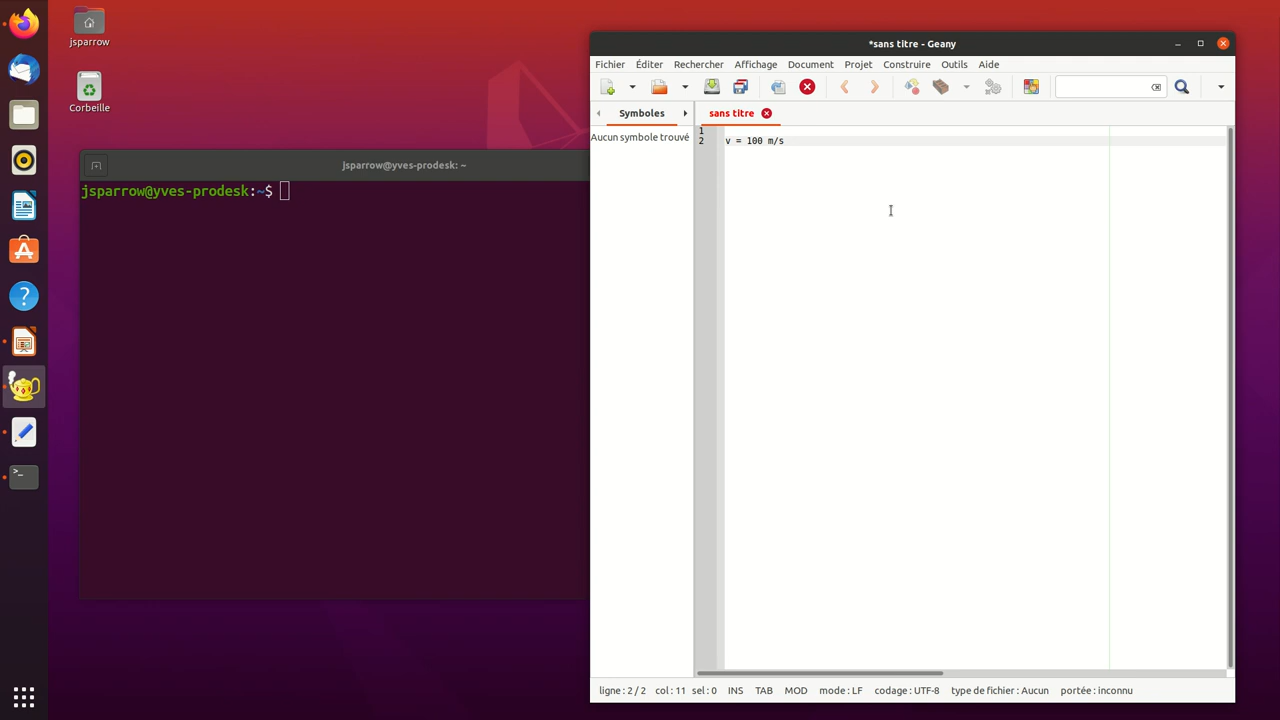 jsparrow
Corbeille
jsparrow@yves-prodesk: ~
jsparrow@yves-prodesk:~$
*sans titre - Geany
Fichier Éditer Rechercher Affichage Document Projet Construire Outils Aide
Symboles
sans titre
Aucun symbole trouvé
1
2 v = 100 m/s
ligne : 2 / 2 col : 11 sel : 0 INS TAB MOD mode : LF codage : UTF-8 type de fichier : Aucun portée : inconnu